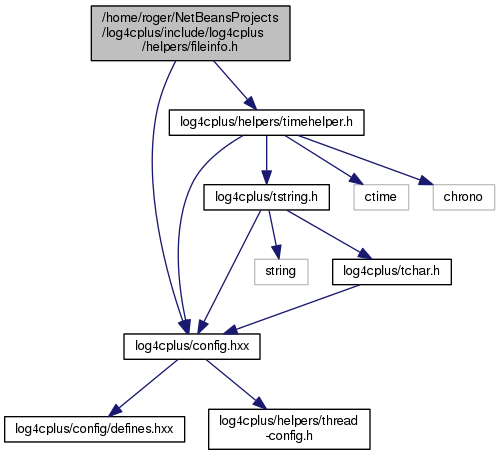 /home/roger/NetBeansProjects
/log4cplus/include/log4cplus
/helpers/fileinfo.h
log4cplus/helpers/timehelper.h
log4cplus/tstring.h
ctime
chrono
string
log4cplus/tchar.h
log4cplus/config.hxx
log4cplus/config/defines.hxx
log4cplus/helpers/thread
-config.h